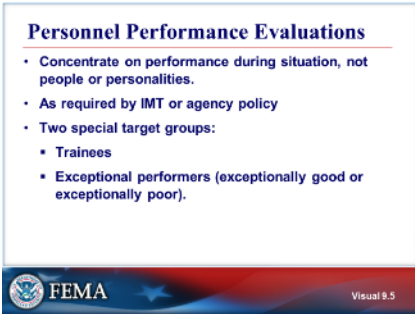 Personnel Performance Evaluations
• Concentrate on performance during situation, not
people or personalities.
• As required by IMT or agency policy
• Two special target groups:
▪ Trainees
▪ Exceptional performers (exceptionally good or
exceptionally poor).
FEMA
Visual 9.5